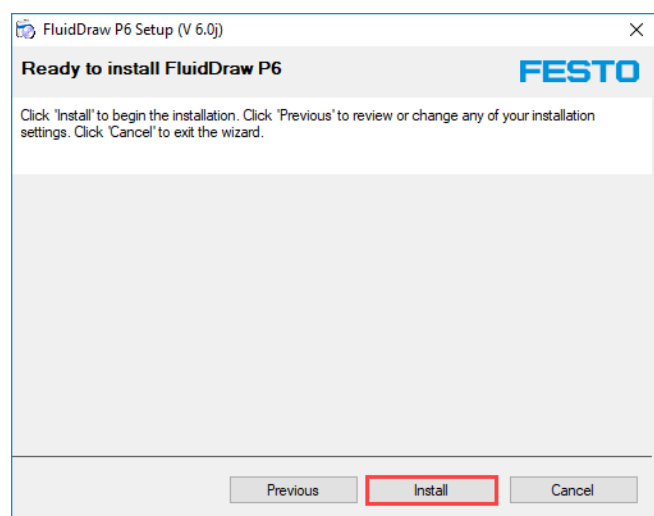 FluidDraw P6 Setup (V 6.0j)
Ready to install FluidDraw P6
FESTO
Click 'Install' to begin the installation. Click 'Previous' to review or change any of your installation
settings. Click 'Cancel' to exit the wizard.
Previous
Install
Cancel